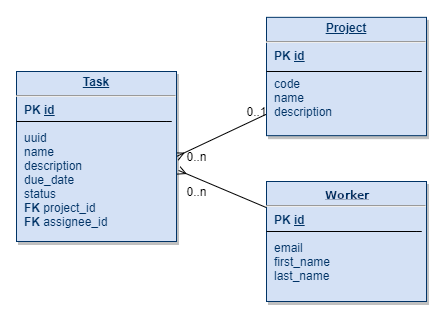 Project
PK id
code
name
description
Task
PK id
uuid
name
description
due_date
status
FK project_id
FK assignee_id
0..1
0..n
0..n
Worker
PK id
email
first_name
last_name